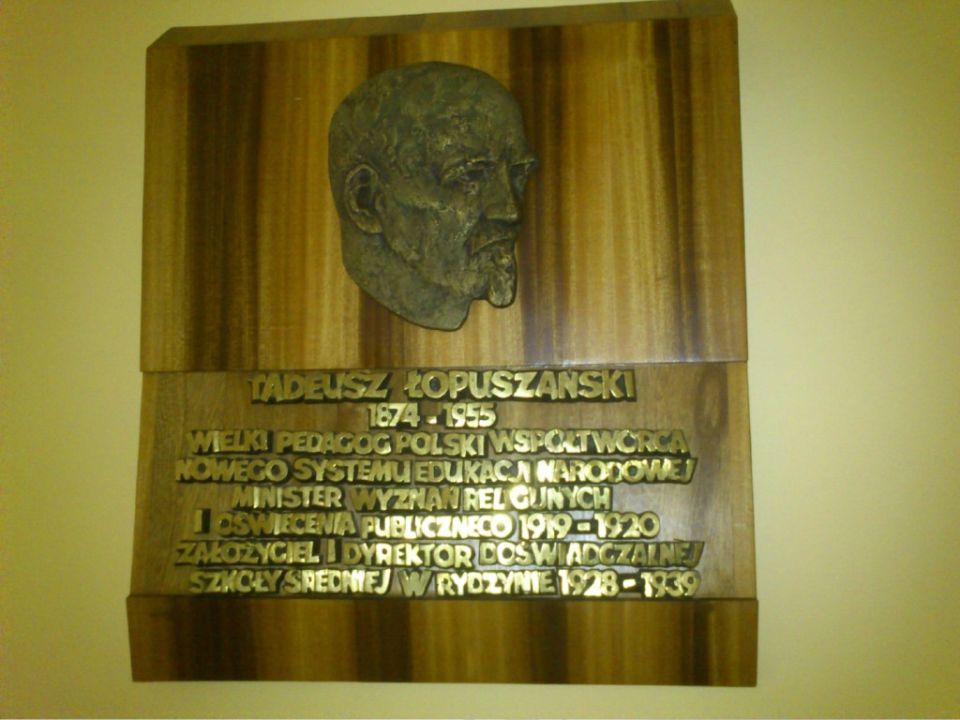 TADEUSZ ŁOPUSZAŃSKI
1874 - 1955
WIELKI PEDAGOG POLSKI WSPÓŁTWÓRCA
NOWEGO SYSTEMU EDUKACJI NARODOWEJ
MINISTER WYZNAŃ RELIGIJNYCH
I OŚWIECENIA PUBLICZNEGO 1919 - 1920
ZAŁOŻYCIEL I DYREKTOR DOŚWIADCZALNEJ
SZKOŁY ŚREDNIEJ W RYDZYNIE 1928 - 1939